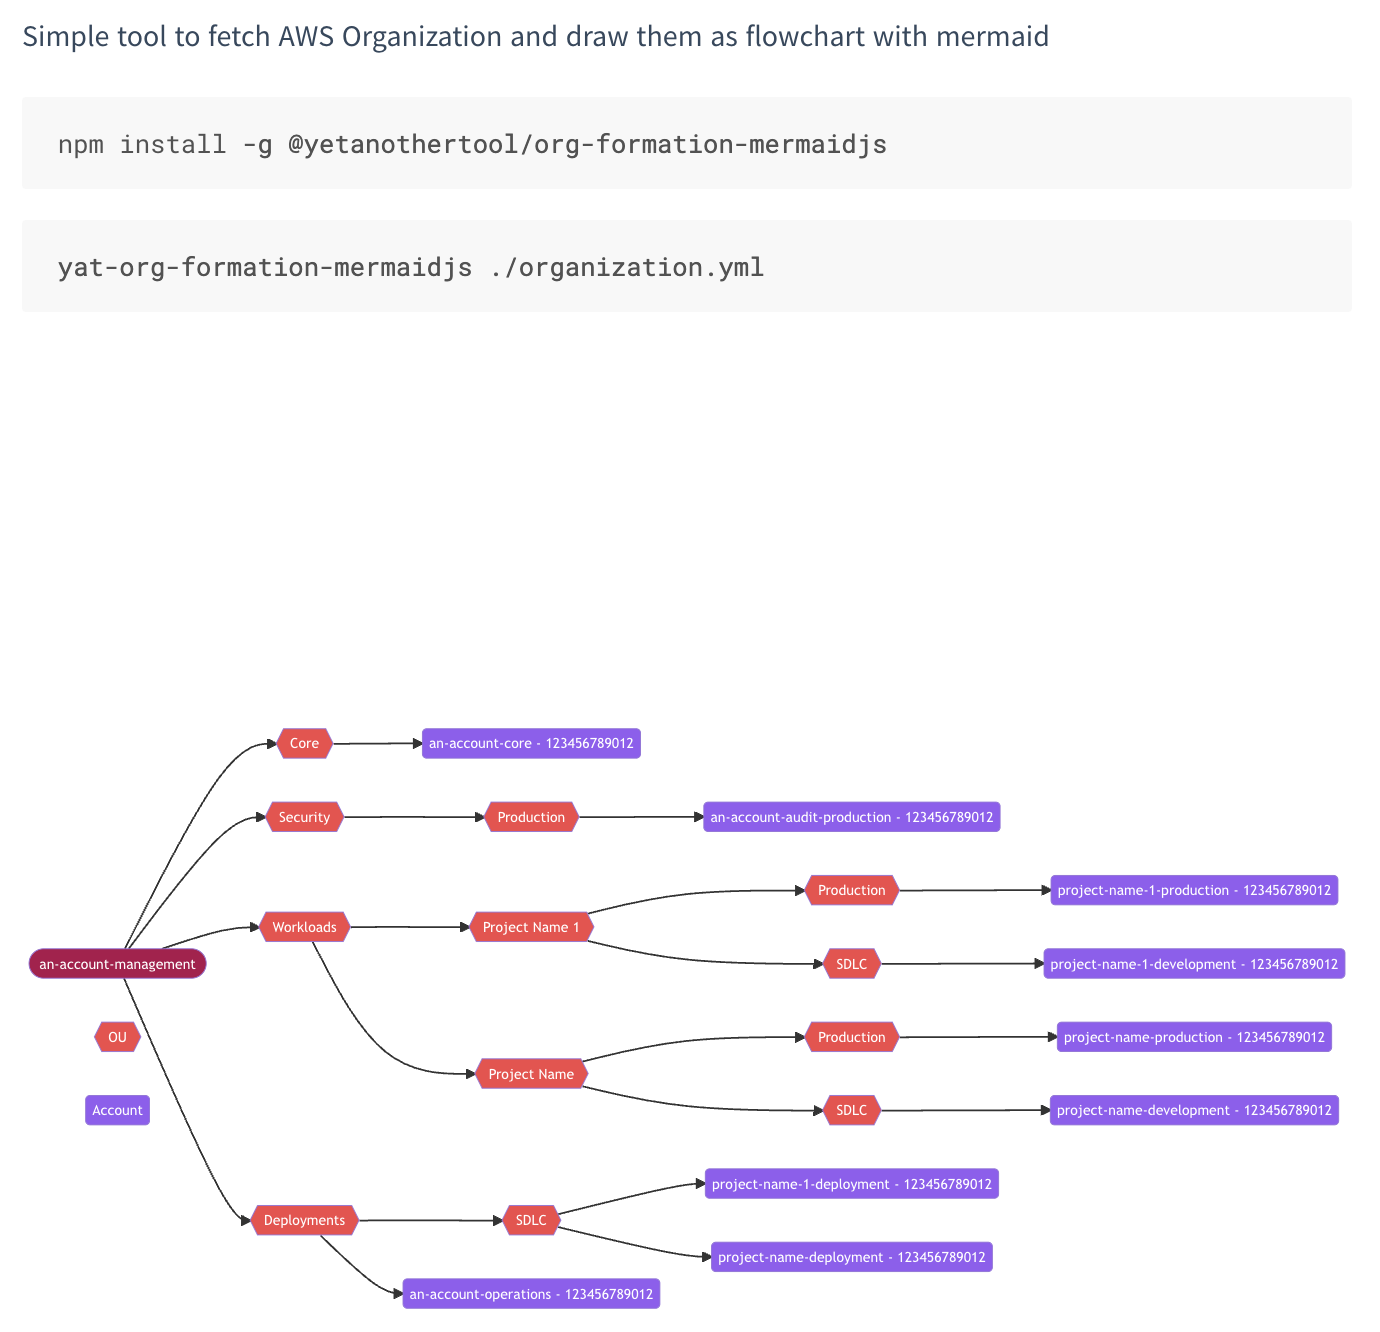 Simple tool to fetch AWS Organization and draw them as flowchart with mermaid
npm install -g @yetanothertool/org-formation-mermaidjs
yat-org-formation-mermaidjs ./organization.yml
Core
an-account-core - 123456789012
Security
Production
an-account-audit-production - 123456789012
Production
project-name-1-production - 123456789012
Workloads
Project Name 1
an-account-management
SDLC
project-name-1-development - 123456789012
OU
Production
project-name-production - 123456789012
Project Name
Account
SDLC
project-name-development - 123456789012
project-name-1-deployment - 123456789012
Deployments
SDLC
project-name-deployment - 123456789012
an-account-operations - 123456789012